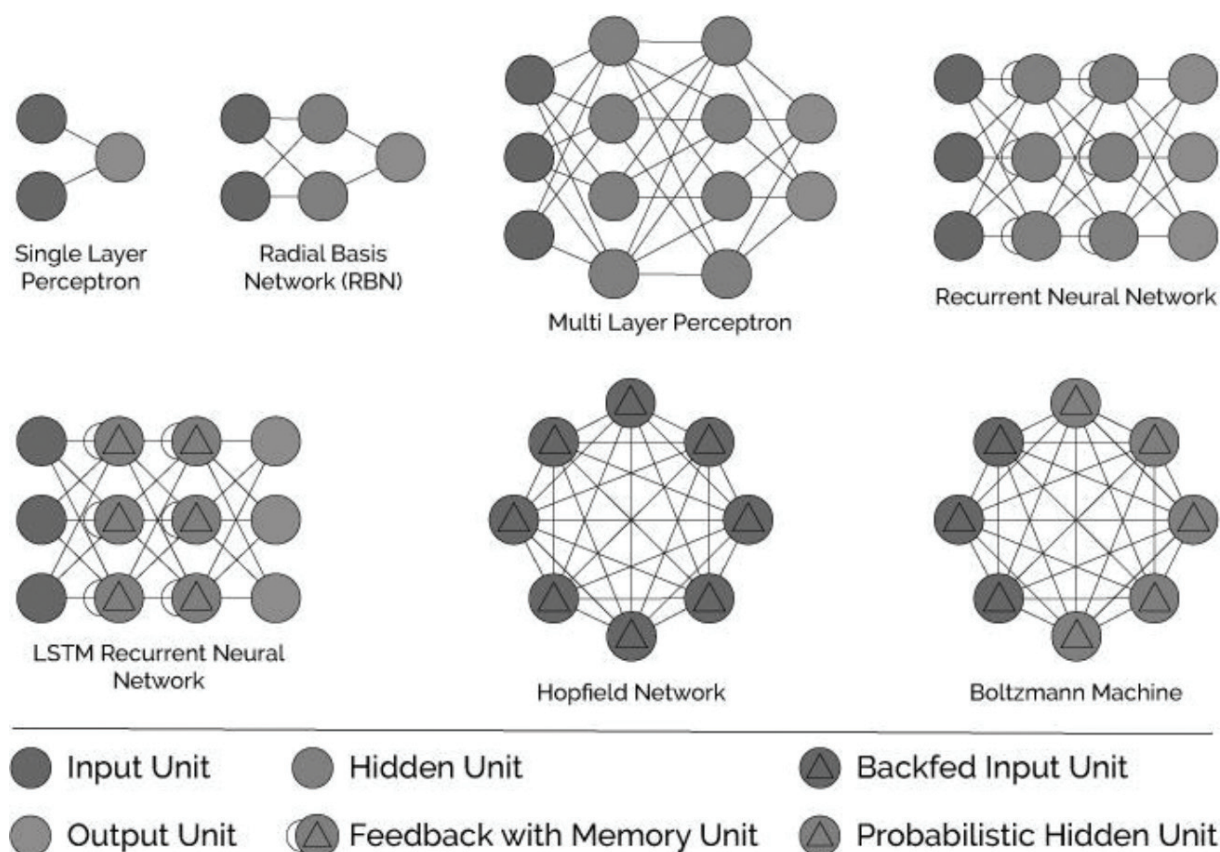 Single Layer
Perceptron
Radial Basis
Network (RBN)
Multi Layer Perceptron
Recurrent Neural Network
LSTM Recurrent Neural
Network
Hopfield Network
Boltzmann Machine
Input Unit
Hidden Unit
Backfed Input Unit
Output Unit
Feedback with Memory Unit
Probabilistic Hidden Unit